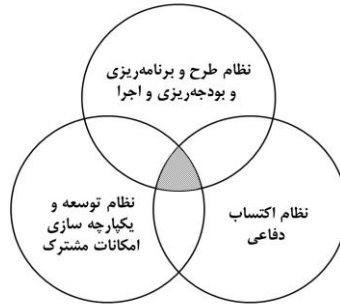 نظام طرح و برنامه‌ریزی
و بودجه‌ریزی و اجرا
نظام توسعه و
یکپارچه سازی
امکانات مشترک
نظام اکتساب
دفاعی